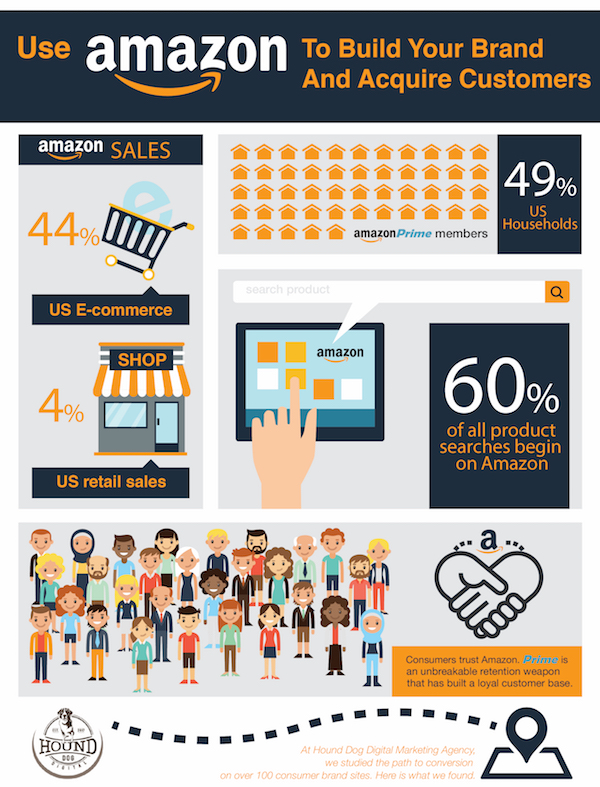 Use amazon To Build Your Brand
And Acquire Customers
amazon SALES
44%
US E-commerce
SHOP
4%
US retail sales
amazonPrime members
49%
US
Households
search product
amazon
60%
of all product
searches begin
on Amazon
a
Consumers trust Amazon. Prime is
an unbreakable retention weapon
that has built a loyal customer base.
HOUND
DOG
DIGITAL
At Hound Dog Digital Marketing Agency,
we studied the path to conversion
on over 100 consumer brand sites. Here is what we found.